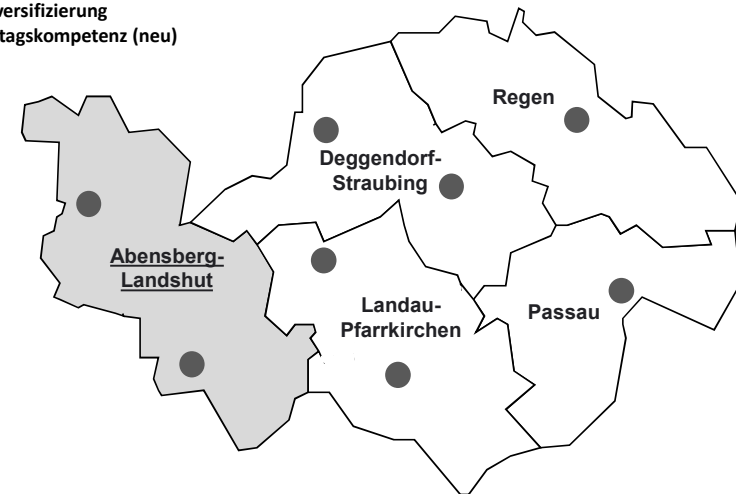 versifizierung
tagskompetenz (neu)
Regen
Deggendorf-
Straubing
Abensberg-
Landshut
Landau-
Pfarrkirchen
Passau